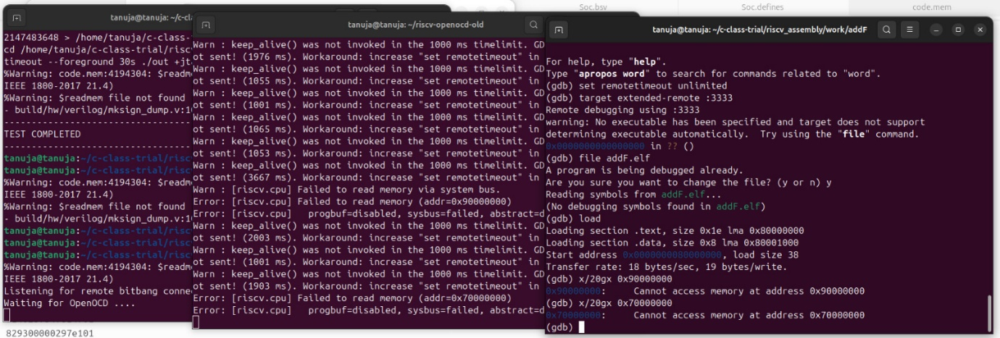 Soc.bsv
Soc.defines
code.mem
tanuja@tanuja: ~/c-cl
2147483648 > /home/tanuja/c-class-
cd /home/tanuja/c-class-trial/risc
timeout --foreground 30s ./out +jt
%Warning: code.mem:4194304: $readm
IEEE 1800-2017 21.4)
%Warning: $readmem file not found
- build/hw/verilog/mksign_dump.v:1
-----------------------------------
TEST COMPLETED
-----------------------------------
tanuja@tanuja:~/c-class-trial/risc
tanuja@tanuja:~/c-class-trial/risc
%Warning: code.mem:4194304: $readm
IEEE 1800-2017 21.4)
%Warning: $readmem file not found
- build/hw/verilog/mksign_dump.v:1
tanuja@tanuja:~/c-class-trial/risc
tanuja@tanuja:~/c-class-trial/risc
tanuja@tanuja:~/c-class-trial/risc
%Warning: code.mem:4194304: $readm
IEEE 1800-2017 21.4)
Listening for remote bitbang conne
Waiting for OpenOCD ....
829300000297e101
tanuja@tanuja: ~/riscv-openocd-old
Warn : keep_alive() was not invoked in the 1000 ms timelimit. GD
ot sent! (1976 ms). Workaround: increase "set remotetimeout" in
Warn : keep_alive() was not invoked in the 1000 ms timelimit. GD
ot sent! (1055 ms). Workaround: increase "set remotetimeout" in
Warn : keep_alive() was not invoked in the 1000 ms timelimit. GD
ot sent! (1001 ms). Workaround: increase "set remotetimeout" in
Warn : keep_alive() was not invoked in the 1000 ms timelimit. GD
ot sent! (1065 ms). Workaround: increase "set remotetimeout" in
Warn : keep_alive() was not invoked in the 1000 ms timelimit. GD
ot sent! (1053 ms). Workaround: increase "set remotetimeout" in
Warn : keep_alive() was not invoked in the 1000 ms timelimit. GD
ot sent! (3667 ms). Workaround: increase "set remotetimeout" in
Warn : [riscv.cpu] Failed to read memory via system bus.
Error: [riscv.cpu] Failed to read memory (addr=0x90000000)
Error: [riscv.cpu]   progbuf=disabled, sysbus=failed, abstract=d
Warn : keep_alive() was not invoked in the 1000 ms timelimit. GD
ot sent! (2003 ms). Workaround: increase "set remotetimeout" in
Warn : keep_alive() was not invoked in the 1000 ms timelimit. GD
ot sent! (1001 ms). Workaround: increase "set remotetimeout" in
Warn : keep_alive() was not invoked in the 1000 ms timelimit. GD
ot sent! (1903 ms). Workaround: increase "set remotetimeout" in
Error: [riscv.cpu] Failed to read memory (addr=0x70000000)
Error: [riscv.cpu]   progbuf=disabled, sysbus=failed, abstract=d
tanuja@tanuja: ~/c-class-trial/riscv_assembly/work/addF
For help, type "help".
Type "apropos word" to search for commands related to "word".
(gdb) set remotetimeout unlimited
(gdb) target extended-remote :3333
Remote debugging using :3333
warning: No executable has been specified and target does not support
determining executable automatically.  Try using the "file" command.
0x0000000000000000 in ?? ()
(gdb) file addF.elf
A program is being debugged already.
Are you sure you want to change the file? (y or n) y
Reading symbols from addF.elf...
(No debugging symbols found in addF.elf)
(gdb) load
Loading section .text, size 0x1e lma 0x80000000
Loading section .data, size 0x8 lma 0x80001000
Start address 0x0000000080000000, load size 38
Transfer rate: 18 bytes/sec, 19 bytes/write.
(gdb) x/20gx 0x90000000
0x90000000:     Cannot access memory at address 0x90000000
(gdb) x/20gx 0x70000000
0x70000000:     Cannot access memory at address 0x70000000
(gdb)